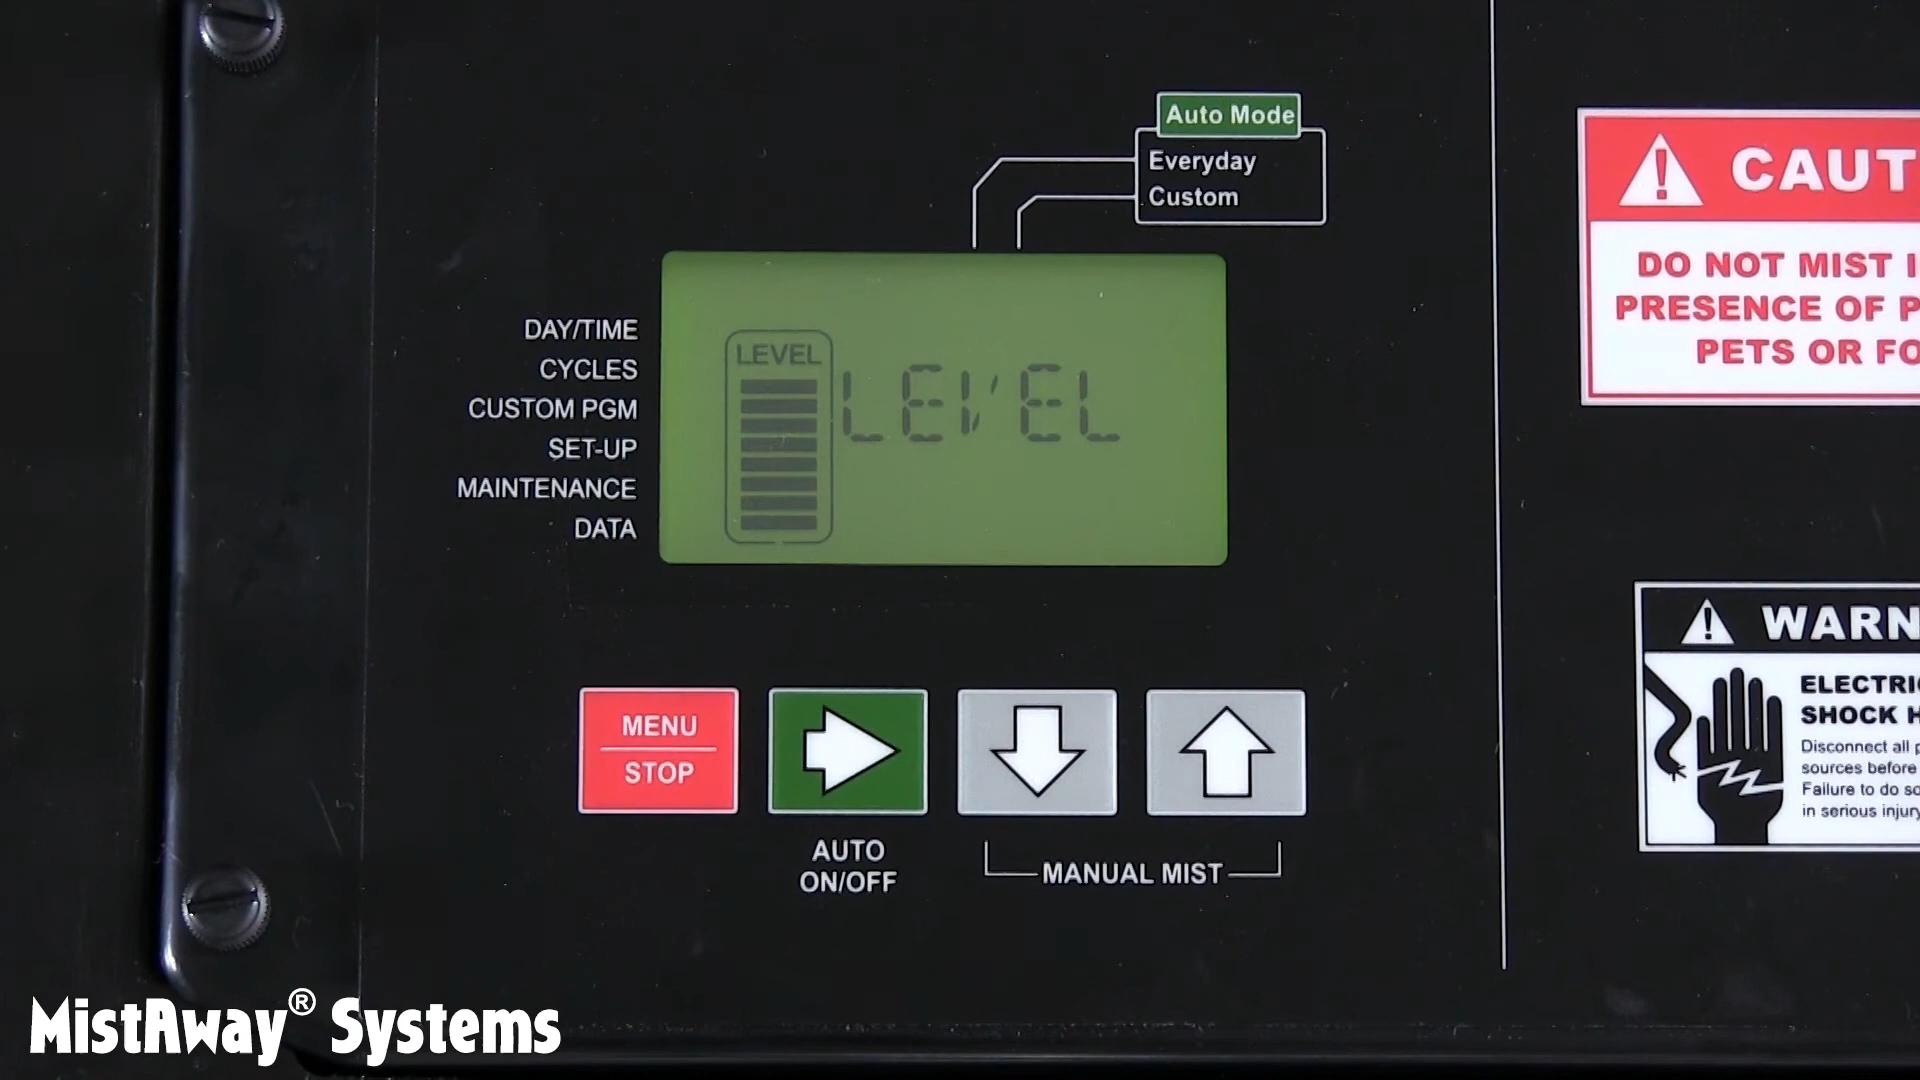 Auto Mode
Everyday
Custom
DAY/TIME
CYCLES
CUSTOM PGM
SET-UP
MAINTENANCE
DATA
LEVEL
LEVEL
MENU
STOP
AUTO
ON/OFF
MANUAL MIST
CAUT
DO NOT MIST I
PRESENCE OF P
PETS OR FO
WARN
ELECTRI
SHOCK H
Disconnect all p
sources before
Failure to do so
in serious injury
MistAway® Systems